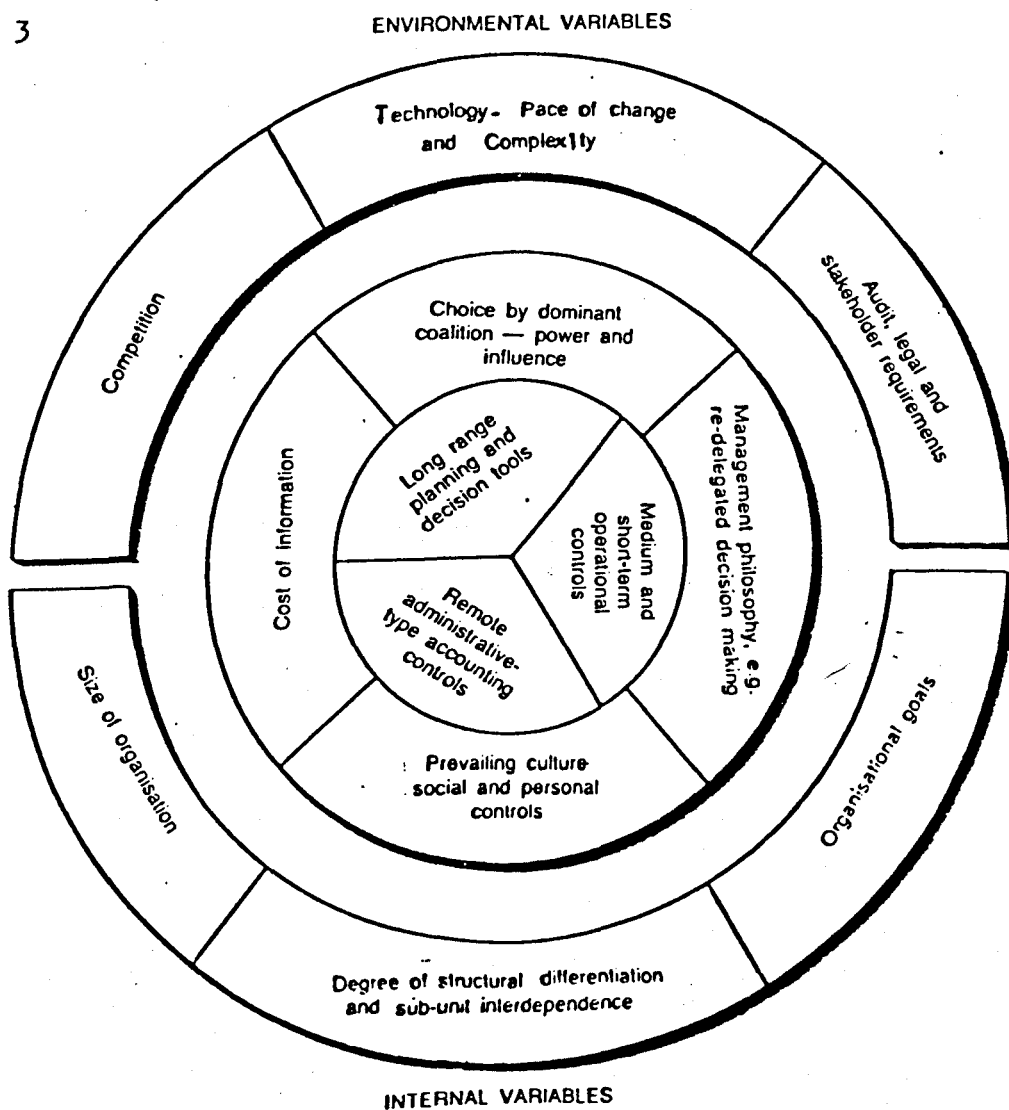 3
ENVIRONMENTAL VARIABLES
Technology- Pace of change
and Complexity
Competition
Audit, legal and
stakeholder requirements
Choice by dominant
coalition — power and
influence
Cost of information
Management philosophy, e.g.
re-delegated decision making
Long range
planning and
decision tools
Medium and
short-term
operational
controls
Remote
administrative-
type accounting
controls
Prevailing culture
social and personal
controls
Size of organisation
Organisational goals
Degree of structural differentiation
and sub-unit interdependence
INTERNAL VARIABLES